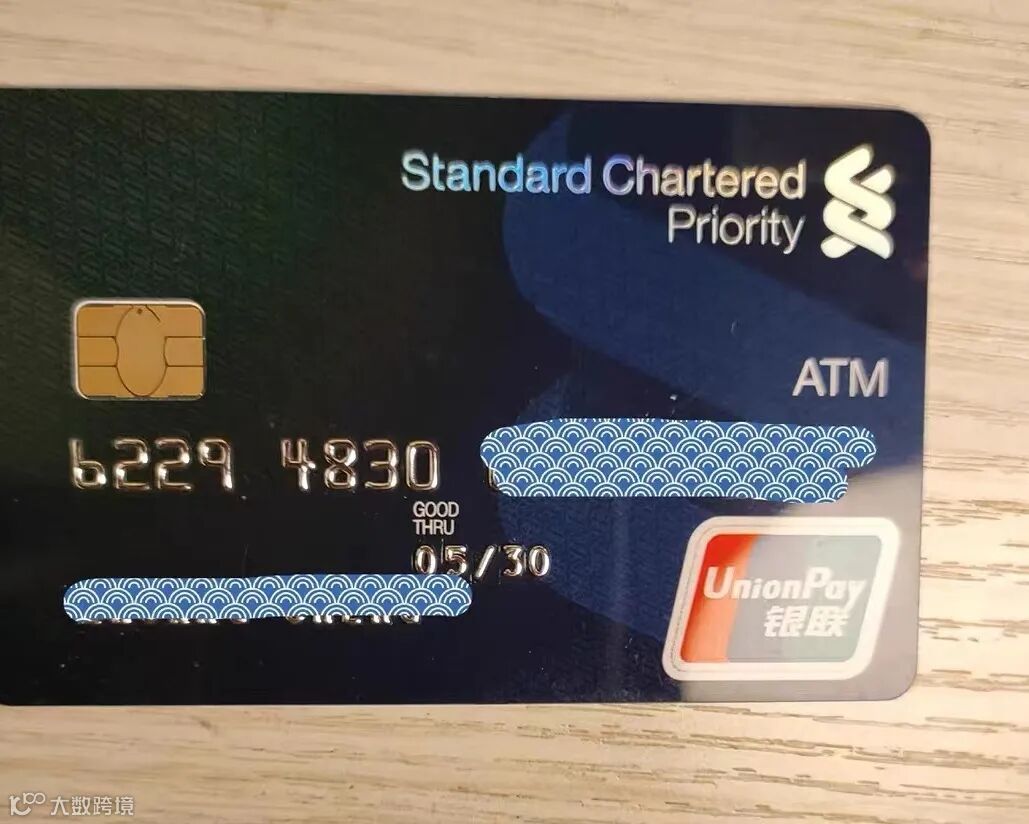 Standard Chartered
Priority
ATM
6229 4830
GOOD
THRU
05/30
UnionPay
银联
大数跨境